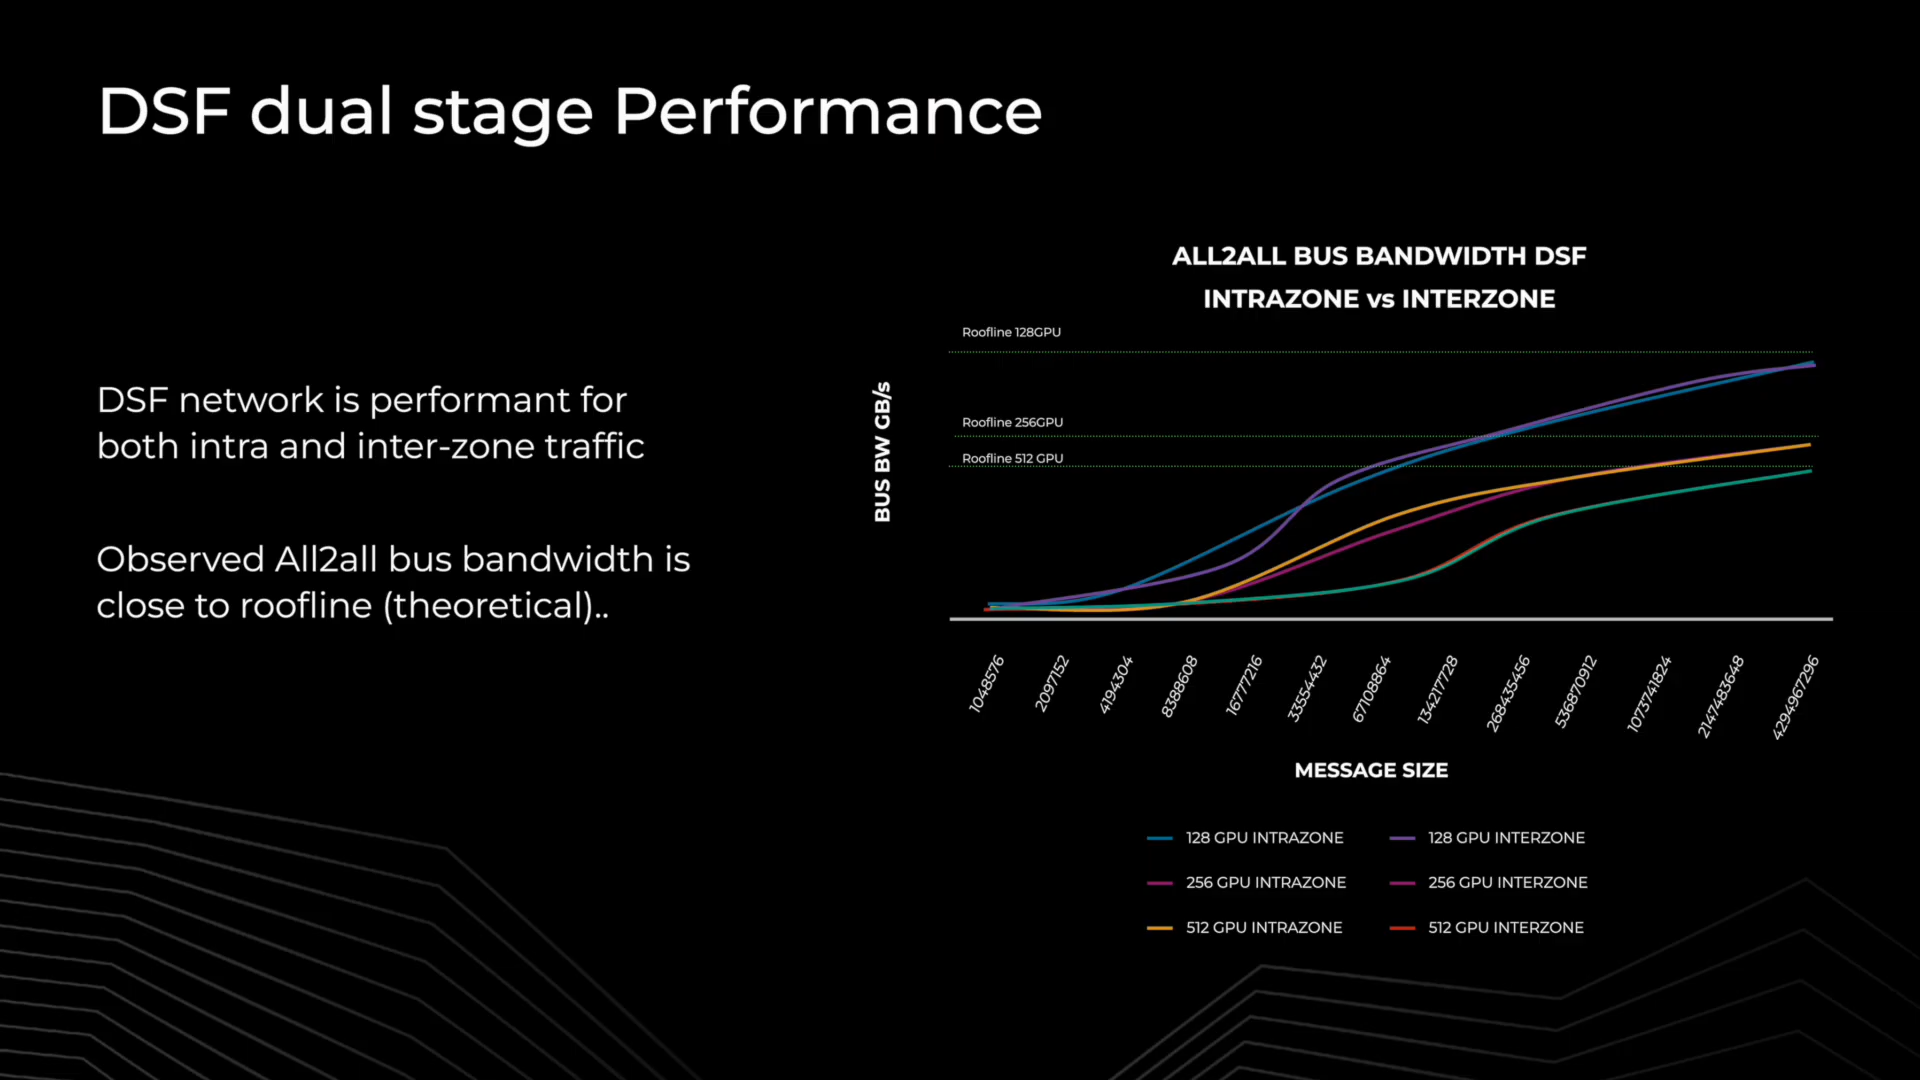 DSF dual stage Performance
DSF network is performant for
both intra and inter-zone traffic
Observed All2all bus bandwidth is
close to roofline (theoretical)..
ALL2ALL BUS BANDWIDTH DSF
INTRAZONE vs INTERZONE
Roofline 128GPU
Roofline 256GPU
Roofline 512 GPU
BUS BW GB/s
1048576
2097152
4194304
8388608
16777216
33554432
67108864
134217728
268435456
536870912
1073741824
2147483648
4294967296
MESSAGE SIZE
128 GPU INTRAZONE
128 GPU INTERZONE
256 GPU INTRAZONE
256 GPU INTERZONE
512 GPU INTRAZONE
512 GPU INTERZONE